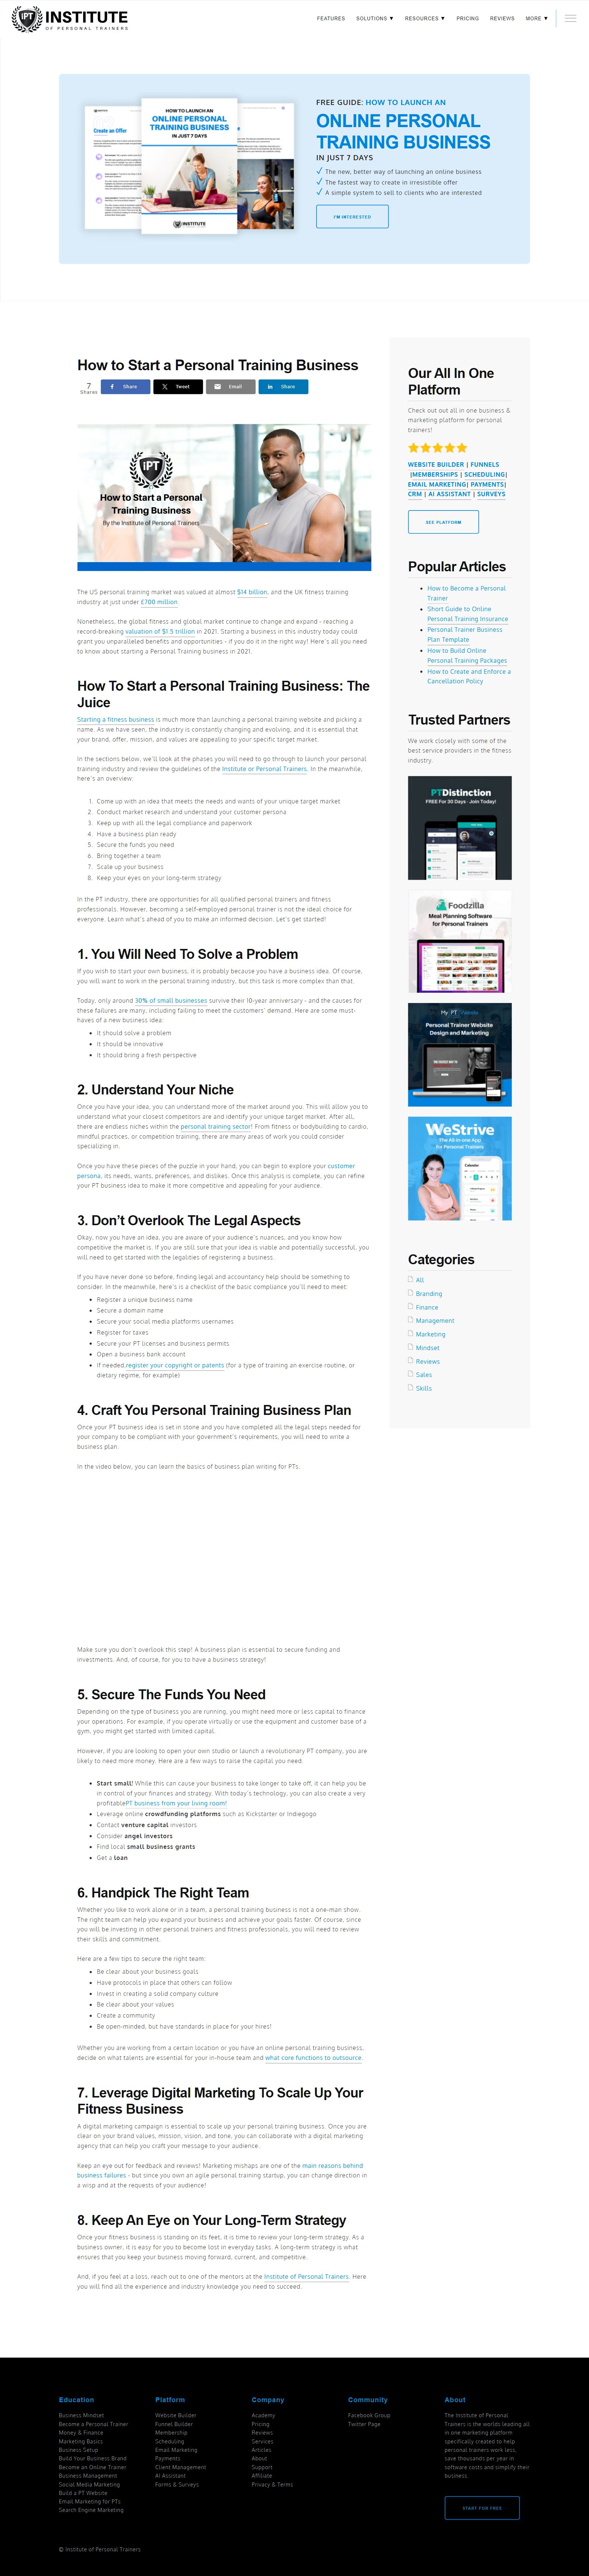 INSTITUTE
OF PERSONAL TRAINERS
FEATURES
SOLUTIONS ▼
RESOURCES ▼
PRICING
REVIEWS
MORE ▼
Create an Offer
HOW TO LAUNCH AN
ONLINE PERSONAL
TRAINING BUSINESS
IN JUST 7 DAYS
INSTITUTE
FREE GUIDE: HOW TO LAUNCH AN
ONLINE PERSONAL
TRAINING BUSINESS
IN JUST 7 DAYS
The new, better way of launching an online business
The fastest way to create in irresistible offer
A simple system to sell to clients who are interested
I'M INTERESTED
How to Start a Personal Training Business
7
Shares
Share
Tweet
Email
Share
IPT
How to Start a Personal
Training Business
By the Institute of Personal Trainers
The US personal training market was valued at almost $14 billion, and the UK fitness training
industry at just under £700 million.
Nonetheless, the global fitness and global market continue to change and expand - reaching a
record-breaking valuation of $1.5 trillion in 2021. Starting a business in this industry today could
grant you unparalleled benefits and opportunities - if you do it in the right way! Here's all you need
to know about starting a Personal Training business in 2021.
How To Start a Personal Training Business: The
Juice
Starting a fitness business is much more than launching a personal training website and picking a
name. As we have seen, the industry is constantly changing and evolving, and it is essential that
your brand, offer, mission, and values are appealing to your specific target market.
In the sections below, we'll look at the phases you will need to go through to launch your personal
training industry and review the guidelines of the Institute or Personal Trainers. In the meanwhile,
here's an overview:
1. Come up with an idea that meets the needs and wants of your unique target market
2. Conduct market research and understand your customer persona
3. Keep up with all the legal compliance and paperwork
4. Have a business plan ready
5. Secure the funds you need
6. Bring together a team
7. Scale up your business
8. Keep your eyes on your long-term strategy
In the PT industry, there are opportunities for all qualified personal trainers and fitness
professionals. However, becoming a self-employed personal trainer is not the ideal choice for
everyone. Learn what's ahead of you to make an informed decision. Let's get started!
1. You Will Need To Solve a Problem
If you wish to start your own business, it is probably because you have a business idea. Of course,
you will want to work in the personal training industry, but this task is more complex than that.
Today, only around 30% of small businesses survive their 10-year anniversary - and the causes for
these failures are many, including failing to meet the customers' demand. Here are some must-
haves of a new business idea:
It should solve a problem
It should be innovative
It should bring a fresh perspective
2. Understand Your Niche
Once you have your idea, you can understand more of the market around you. This will allow you to
understand what your closest competitors are and identify your unique target market. After all,
there are endless niches within the personal training sector! From fitness or bodybuilding to cardio,
mindful practices, or competition training, there are many areas of work you could consider
specializing in.
Once you have these pieces of the puzzle in your hand, you can begin to explore your customer
persona, its needs, wants, preferences, and dislikes. Once this analysis is complete, you can refine
your PT business idea to make it more competitive and appealing for your audience.
3. Don't Overlook The Legal Aspects
Okay, now you have an idea, you are aware of your audience's nuances, and you know how
competitive the market is. If you are still sure that your idea is viable and potentially successful, you
will need to get started with the legalities of registering a business.
If you have never done so before, finding legal and accountancy help should be something to
consider. In the meanwhile, here's is a checklist of the basic compliance you'll need to meet:
Register a unique business name
Secure a domain name
Secure your social media platforms usernames
Register for taxes
Secure your PT licenses and business permits
Open a business bank account
If needed,register your copyright or patents (for a type of training an exercise routine, or
dietary regime, for example)
4. Craft You Personal Training Business Plan
Once your PT business idea is set in stone and you have completed all the legal steps needed for
your company to be compliant with your government's requirements, you will need to write a
business plan.
In the video below, you can learn the basics of business plan writing for PTs.
Make sure you don't overlook this step! A business plan is essential to secure funding and
investments. And, of course, for you to have a business strategy!
5. Secure The Funds You Need
Depending on the type of business you are running, you might need more or less capital to finance
your operations. For example, if you operate virtually or use the equipment and customer base of a
gym, you might get started with limited capital.
However, if you are looking to open your own studio or launch a revolutionary PT company, you are
likely to need more money. Here are a few ways to raise the capital you need.
Start small! While this can cause your business to take longer to take off, it can help you be
in control of your finances and strategy. With today's technology, you can also create a very
profitablePT business from your living room!
Leverage online crowdfunding platforms such as Kickstarter or Indiegogo
Contact venture capital investors
Consider angel investors
Find local small business grants
Get a loan
6. Handpick The Right Team
Whether you like to work alone or in a team, a personal training business is not a one-man show.
The right team can help you expand your business and achieve your goals faster. Of course, since
you will be investing in other personal trainers and fitness professionals, you will need to review
their skills and commitment.
Here are a few tips to secure the right team:
Be clear about your business goals
Have protocols in place that others can follow
Invest in creating a solid company culture
Be clear about your values
Create a community
Be open-minded, but have standards in place for your hires!
Whether you are working from a certain location or you have an online personal training business,
decide on what talents are essential for your in-house team and what core functions to outsource.
7. Leverage Digital Marketing To Scale Up Your
Fitness Business
A digital marketing campaign is essential to scale up your personal training business. Once you are
clear on your brand values, mission, vision, and tone, you can collaborate with a digital marketing
agency that can help you craft your message to your audience.
Keep an eye out for feedback and reviews! Marketing mishaps are one of the main reasons behind
business failures - but since you own an agile personal training startup, you can change direction in
a wisp and at the requests of your audience!
8. Keep An Eye on Your Long-Term Strategy
Once your fitness business is standing on its feet, it is time to review your long-term strategy. As a
business owner, it is easy for you to become lost in everyday tasks. A long-term strategy is what
ensures that you keep your business moving forward, current, and competitive.
And, if you feel at a loss, reach out to one of the mentors at the Institute of Personal Trainers. Here
you will find all the experience and industry knowledge you need to succeed.
Our All In One
Platform
Check out out all in one business &
marketing platform for personal
trainers!
WEBSITE BUILDER | FUNNELS
|MEMBERSHIPS | SCHEDULING|
EMAIL MARKETING| PAYMENTS|
CRM | AI ASSISTANT | SURVEYS
SEE PLATFORM
Popular Articles
How to Become a Personal
Trainer
Short Guide to Online
Personal Training Insurance
Personal Trainer Business
Plan Template
How to Build Online
Personal Training Packages
How to Create and Enforce a
Cancellation Policy
Trusted Partners
We work closely with some of the
best service providers in the fitness
industry.
PTDistinction
FREE For 30 Days - Join Today!
Foodzilla
Meal Planning Software
for Personal Trainers
My PT Website
Personal Trainer Website
Design and Marketing
WeStrive
The All-in-one App
for Personal Trainers
Calendar
Categories
All
Branding
Finance
Management
Marketing
Mindset
Reviews
Sales
Skills
Education
Business Mindset
Become a Personal Trainer
Money & Finance
Marketing Basics
Business Setup
Build Your Business Brand
Become an Online Trainer
Business Management
Social Media Marketing
Build a PT Website
Email Marketing for PTs
Search Engine Marketing
Platform
Website Builder
Funnel Builder
Membership
Scheduling
Email Marketing
Payments
Client Management
AI Assistant
Forms & Surveys
Company
Academy
Pricing
Reviews
Services
Articles
About
Support
Affiliate
Privacy & Terms
Community
Facebook Group
Twitter Page
About
The Institute of Personal
Trainers is the worlds leading all
in one marketing platform
specifically created to help
personal trainers work less,
save thousands per year in
software costs and simplify their
business.
START FOR FREE
© Institute of Personal Trainers